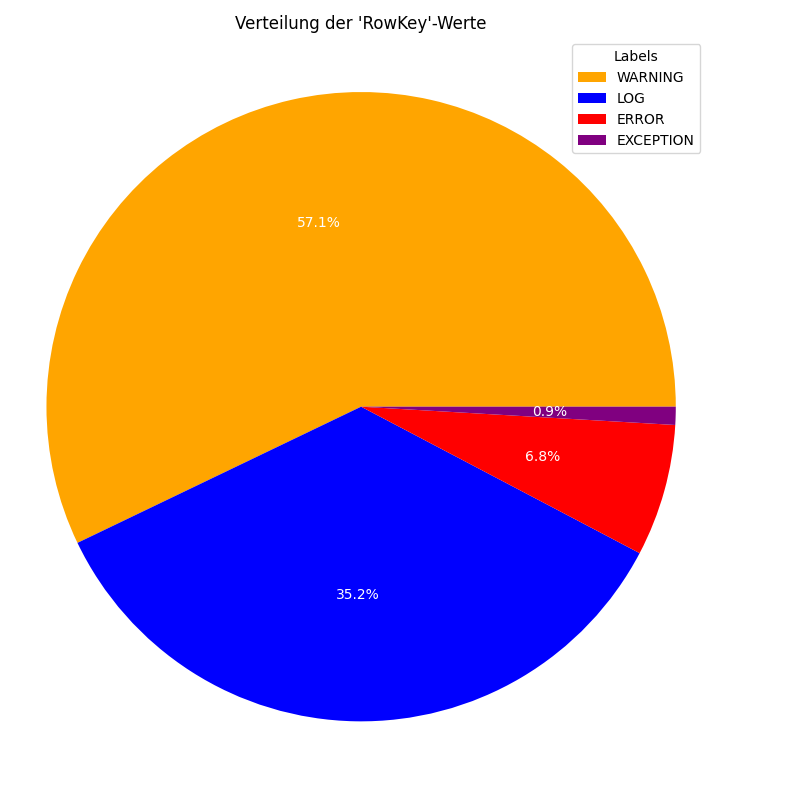 Verteilung der 'RowKey'-Werte
Labels
WARNING
LOG
ERROR
EXCEPTION
57.1%
0.9%
6.8%
35.2%